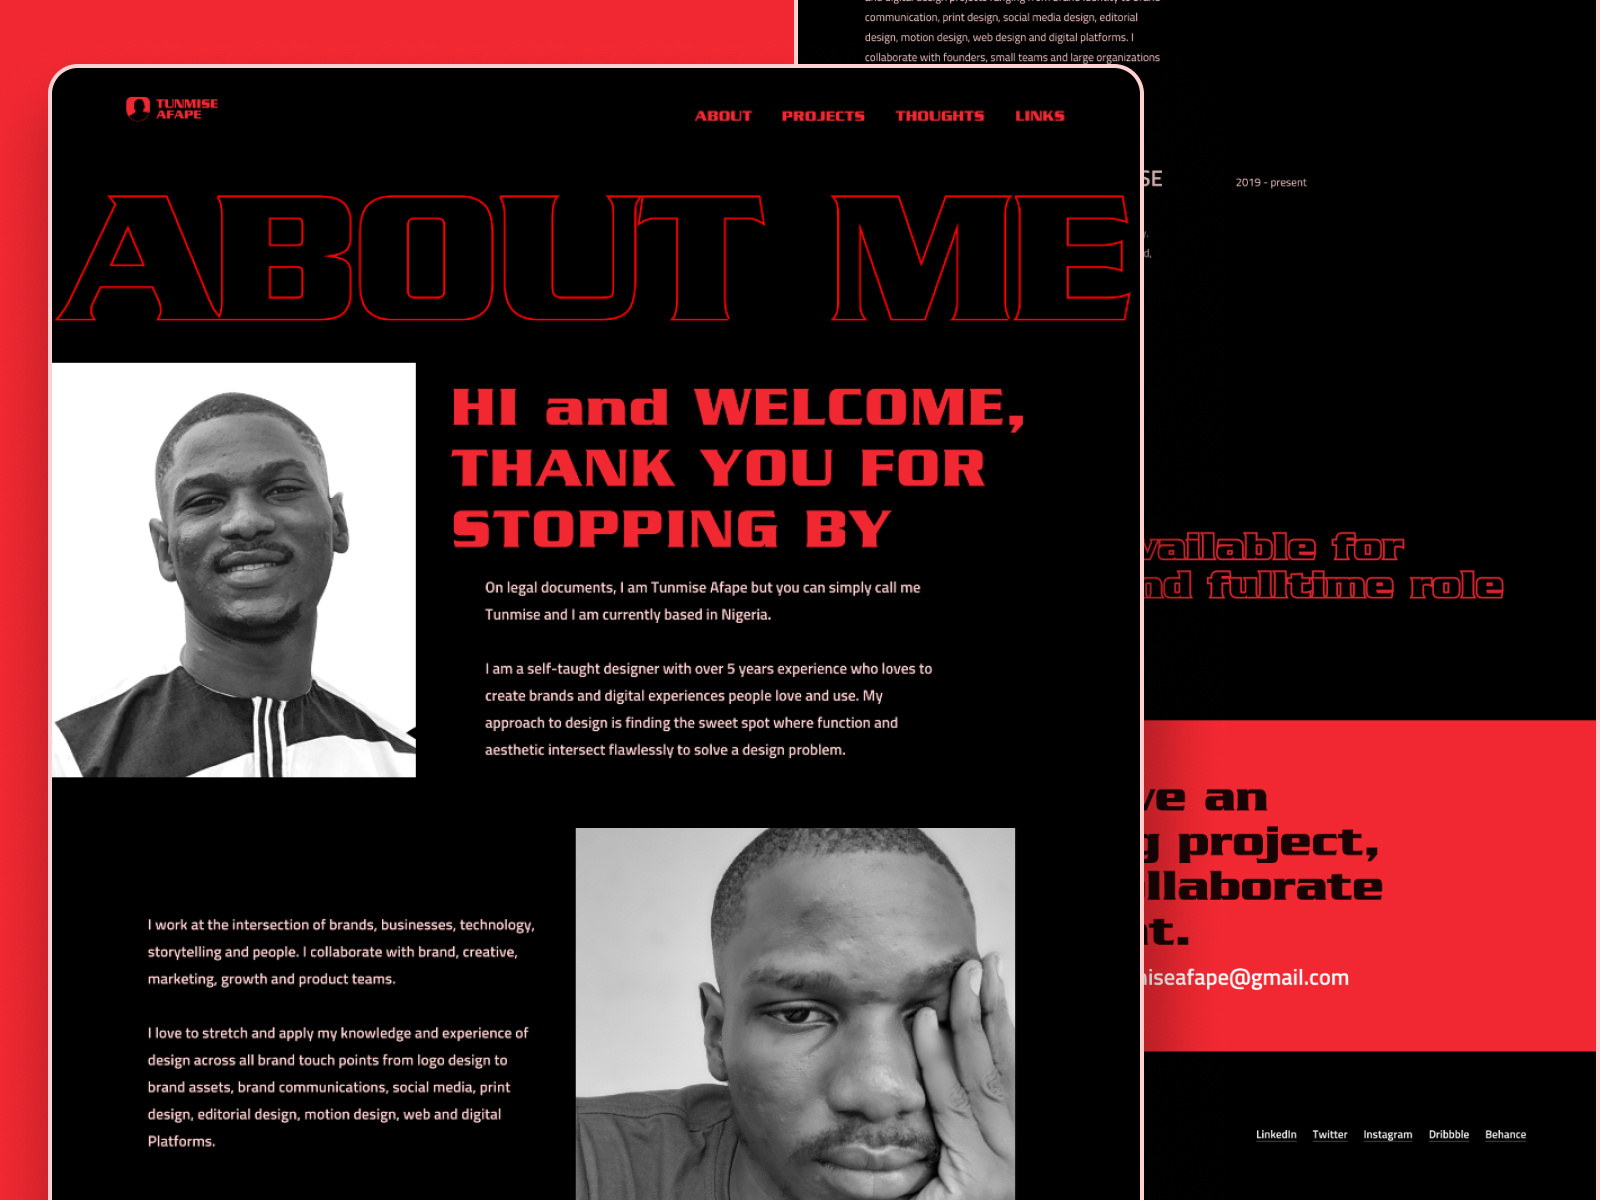 TUNMISE
AFAPE
ABOUT PROJECTS THOUGHTS LINKS
ABOUT ME
HI and WELCOME,
THANK YOU FOR
STOPPING BY
On legal documents, I am Tunmise Afape but you can simply call me
Tunmise and I am currently based in Nigeria.
I am a self-taught designer with over 5 years experience who loves to
create brands and digital experiences people love and use. My
approach to design is finding the sweet spot where function and
aesthetic intersect flawlessly to solve a design problem.
I work at the intersection of brands, businesses, technology,
storytelling and people. I collaborate with brand, creative,
marketing, growth and product teams.
I love to stretch and apply my knowledge and experience of
design across all brand touch points from logo design to
brand assets, brand communications, social media, print
design, editorial design, motion design, web and digital
Platforms.
communication, print design, social media design, editorial
design, motion design, web design and digital platforms. I
collaborate with founders, small teams and large organizations
SE
2019 - present
y.
d,
vailable for
nd fulltime role
ve an
g project,
llaborate
nt.
niseafape@gmail.com
LinkedIn Twitter Instagram Dribbble Behance